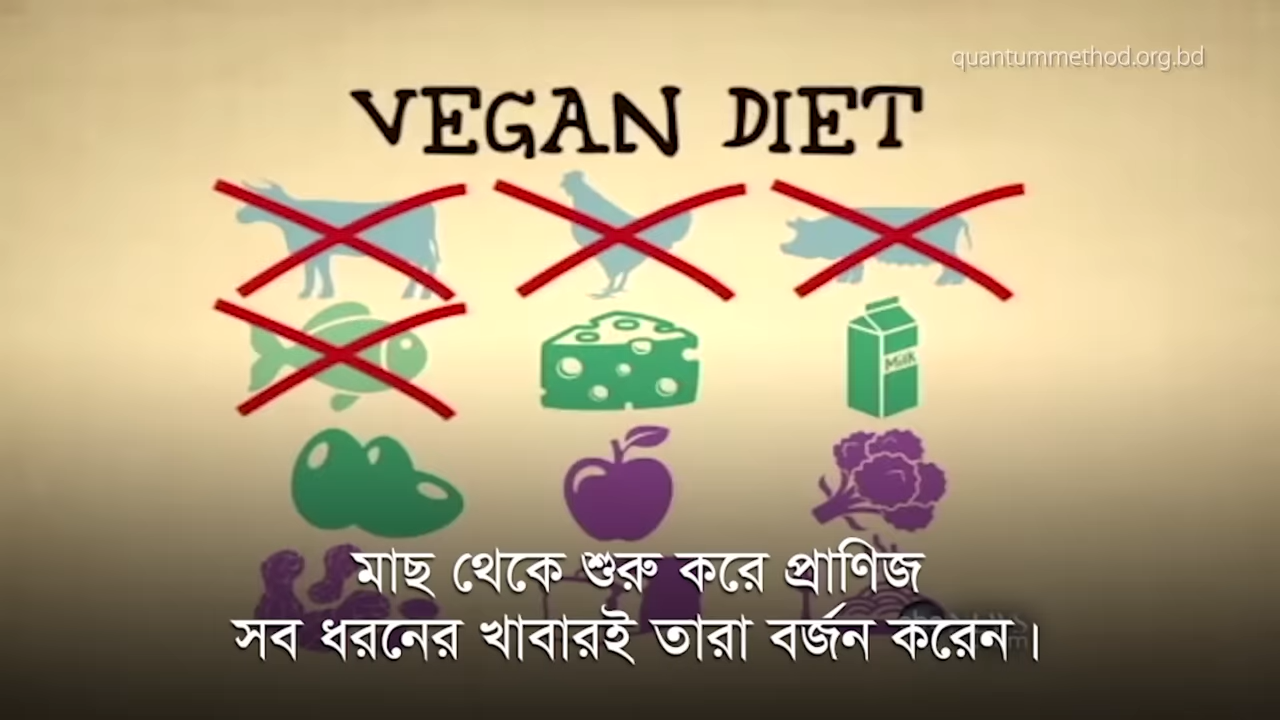 quantummethod.org.bd
VEGAN DIET
MilK
মাছ থেকে শুরু করে প্রাণিজ
সব ধরনের খাবারই তারা বর্জন করেন।